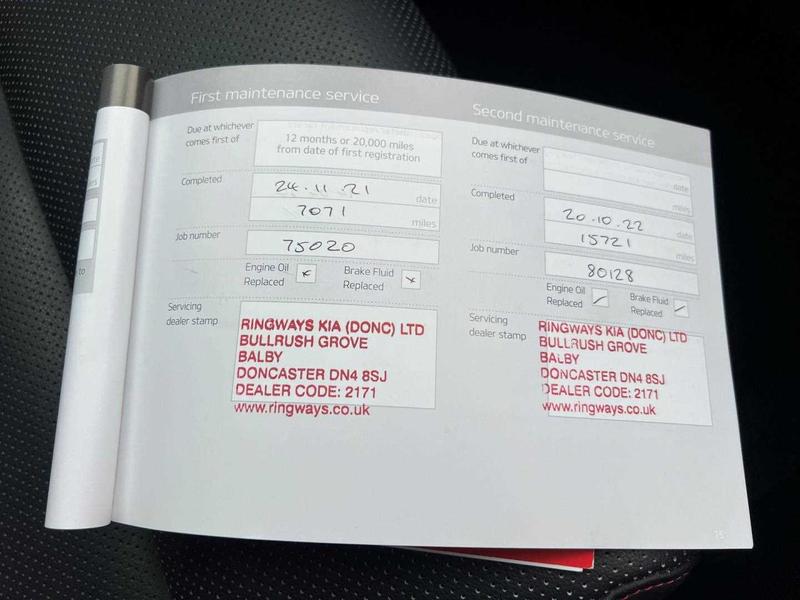 First maintenance service
Due at whichever
comes first of
12 months or 20,000 miles
from date of first registration
Completed
24.11.21
date
7071
miles
Job number
75020
Engine Oil
Replaced
Brake Fluid
Replaced
Servicing
dealer stamp
RINGWAYS KIA (DONC) LTD
BULLRUSH GROVE
BALBY
DONCASTER DN4 8SJ
DEALER CODE: 2171
www.ringways.co.uk
Second maintenance service
Due at whichever
comes first of
date
miles
Completed
20.10.22
date
15721
miles
Job number
80128
Engine Oil
Replaced
Brake Fluid
Replaced
Servicing
dealer stamp
RINGWAYS KIA (DONC) LTD
BULLRUSH GROVE
BALBY
DONCASTER DN4 8SJ
DEALER CODE: 2171
www.ringways.co.uk